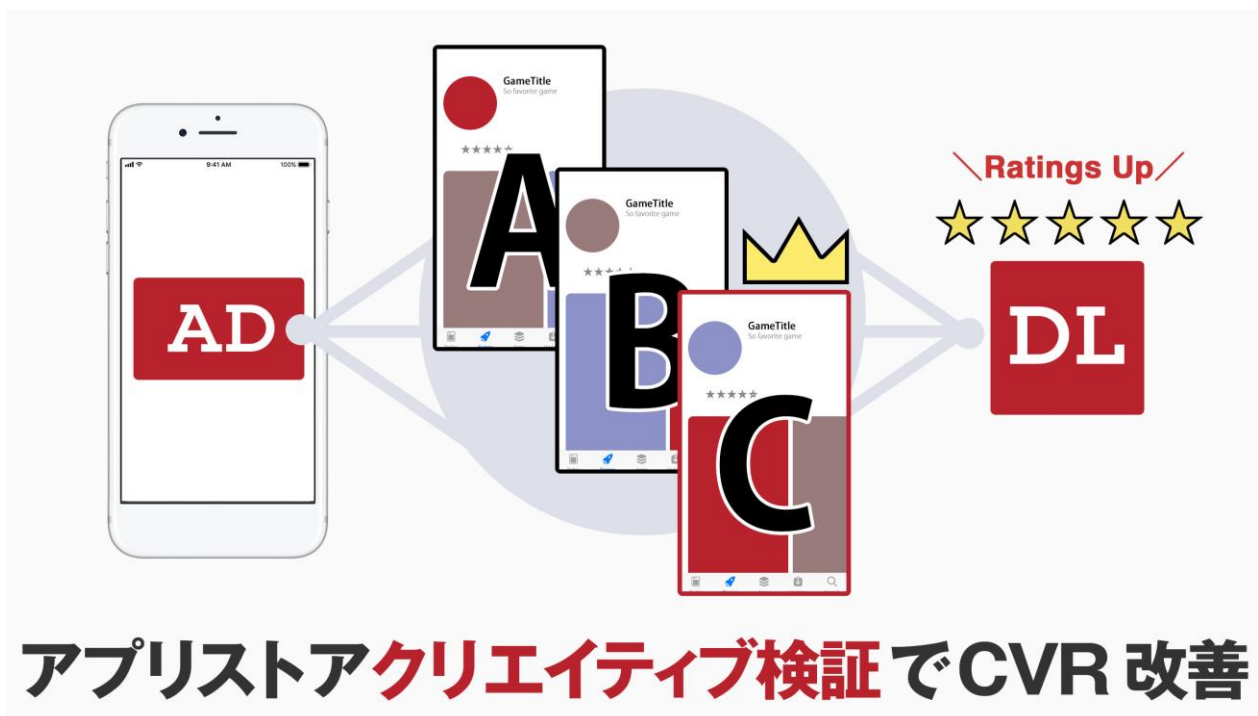 9:41 AM
100%
AD
GameTitle
So favorite game
★★★★★
A
GameTitle
So favorite game
B
GameTitle
So favorite game
★★★★★
C
\Ratings Up/
DL
アプリストアクリエイティブ検証でCVR改善